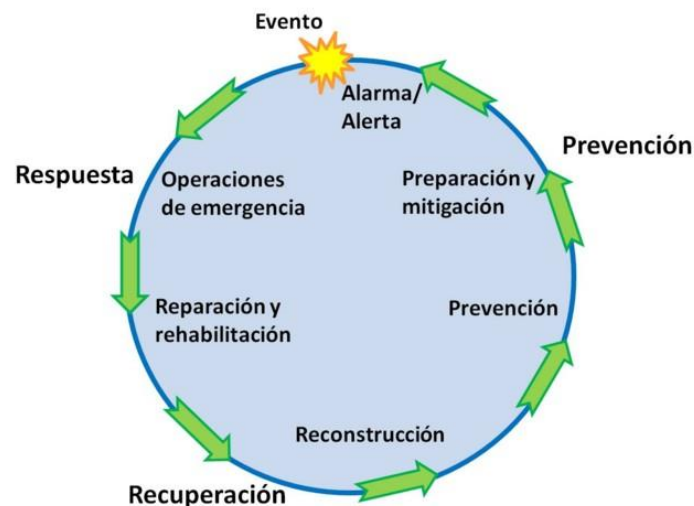 Evento
Alarma/
Alerta
Prevención
Respuesta
Operaciones
de emergencia
Preparación y
mitigación
Reparación y
rehabilitación
Prevención
Reconstrucción
Recuperación